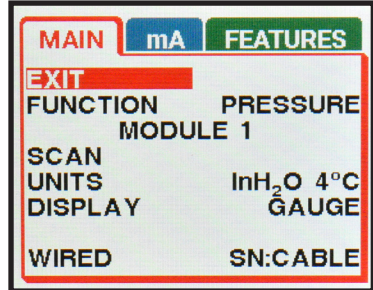 MAIN mA FEATURES
EXIT
FUNCTION PRESSURE
MODULE 1
SCAN
UNITS InH₂O 4°C
DISPLAY GAUGE
WIRED SN:CABLE